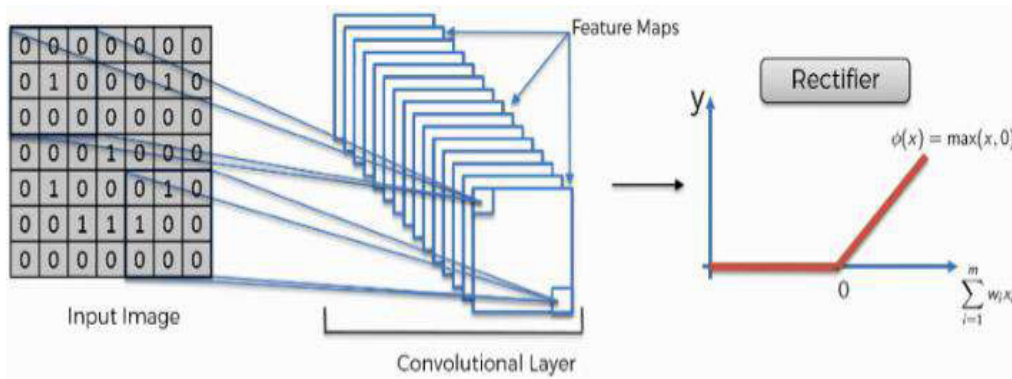 0 0 0 0 0 0 0
0 1 0 0 0 1 0
0 0 0 0 0 0 0
0 0 0 1 0 0 0
0 1 0 0 0 1 0
0 0 1 1 1 0 0
0 0 0 0 0 0 0
Input Image
Feature Maps
Convolutional Layer
Rectifier
y
ϕ(x) = max(x, 0)
0
m
∑ wᵢxᵢ
i=1